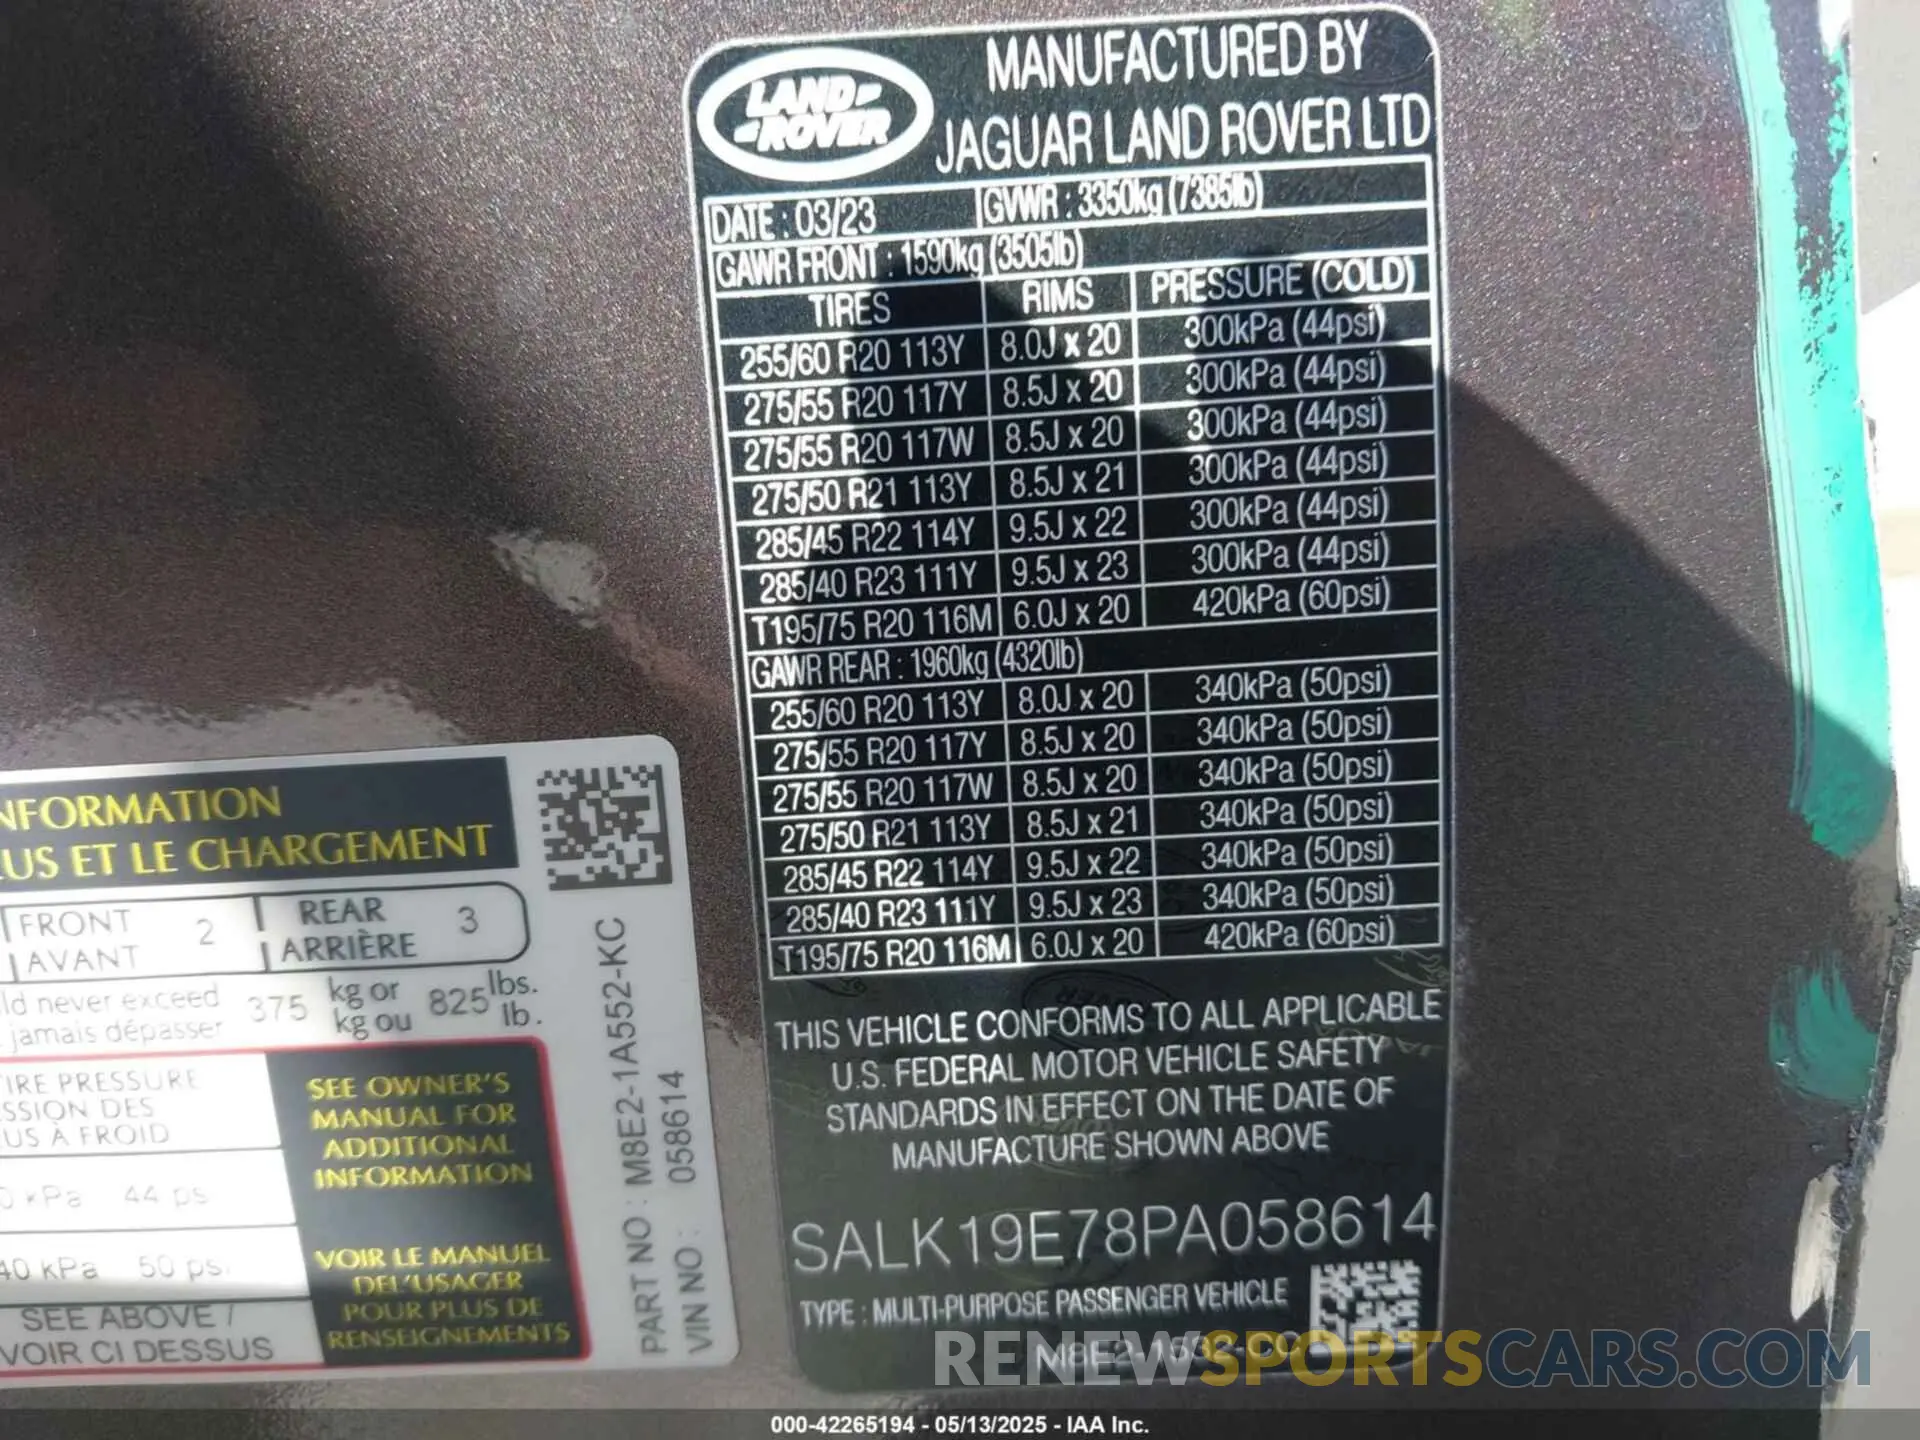 LAND
ROVER
MANUFACTURED BY
JAGUAR LAND ROVER LTD
DATE : 03/23 GVWR : 3350kg (7385lb)
GAWR FRONT : 1590kg (3505lb)
TIRES RIMS PRESSURE (COLD)
255/60 R20 113Y 8.0J x 20 300kPa (44psi)
275/55 R20 117Y 8.5J x 20 300kPa (44psi)
275/55 R20 117W 8.5J x 20 300kPa (44psi)
275/50 R21 113Y 8.5J x 21 300kPa (44psi)
285/45 R22 114Y 9.5J x 22 300kPa (44psi)
285/40 R23 111Y 9.5J x 23 300kPa (44psi)
T195/75 R20 116M 6.0J x 20 420kPa (60psi)
GAWR REAR : 1960kg (4320lb)
255/60 R20 113Y 8.0J x 20 340kPa (50psi)
275/55 R20 117Y 8.5J x 20 340kPa (50psi)
275/55 R20 117W 8.5J x 20 340kPa (50psi)
275/50 R21 113Y 8.5J x 21 340kPa (50psi)
285/45 R22 114Y 9.5J x 22 340kPa (50psi)
285/40 R23 111Y 9.5J x 23 340kPa (50psi)
T195/75 R20 116M 6.0J x 20 420kPa (60psi)
THIS VEHICLE CONFORMS TO ALL APPLICABLE
U.S. FEDERAL MOTOR VEHICLE SAFETY
STANDARDS IN EFFECT ON THE DATE OF
MANUFACTURE SHOWN ABOVE
SALK19E78PA058614
TYPE : MULTI-PURPOSE PASSENGER VEHICLE
NFORMATION
US ET LE CHARGEMENT
FRONT 2 REAR 3
AVANT ARRIÈRE
ld never exceed 375 kg or 825 lbs.
jamais dépasser kg ou lb.
IRE PRESSURE
SSION DES
US À FROID
0 kPa 44 ps
40 kPa 50 psi
SEE ABOVE /
VOIR CI DESSUS
SEE OWNER'S
MANUAL FOR
ADDITIONAL
INFORMATION
VOIR LE MANUEL
DEL'USAGER
POUR PLUS DE
RENSEIGNEMENTS
PART NO : M8E2-1A552-KC
VIN NO : 058614
RENEWSPORTSCARS.COM
000-42265194 - 05/13/2025 - IAA Inc.